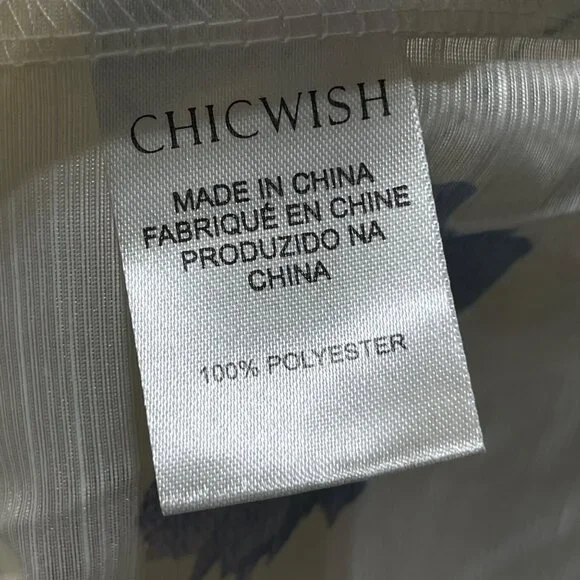 CHICWISH
MADE IN CHINA
FABRIQUÉ EN CHINE
PRODUZIDO NA
CHINA
100% POLYESTER